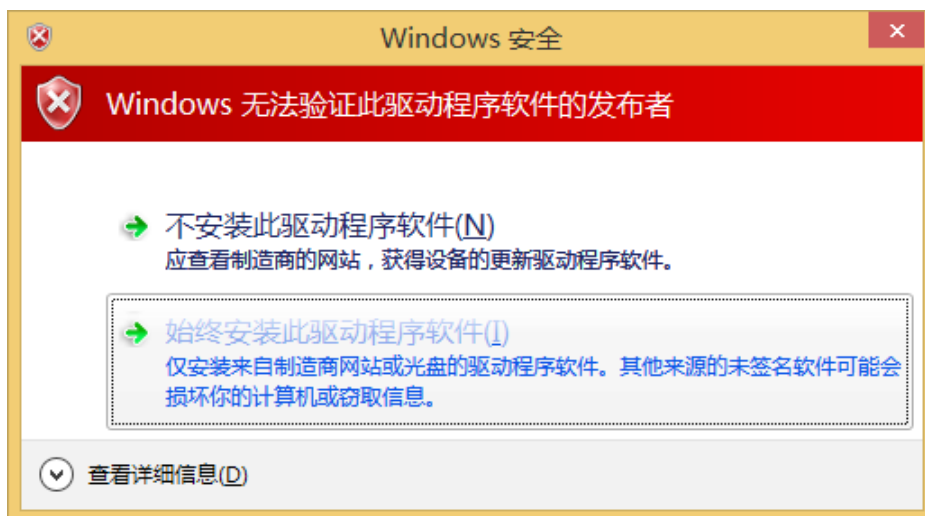 Windows 安全
Windows 无法验证此驱动程序软件的发布者
不安装此驱动程序软件(N)
应查看制造商的网站，获得设备的更新驱动程序软件。
始终安装此驱动程序软件(I)
仅安装来自制造商网站或光盘的驱动程序软件。其他来源的未签名软件可能会
损坏你的计算机或窃取信息。
查看详细信息(D)